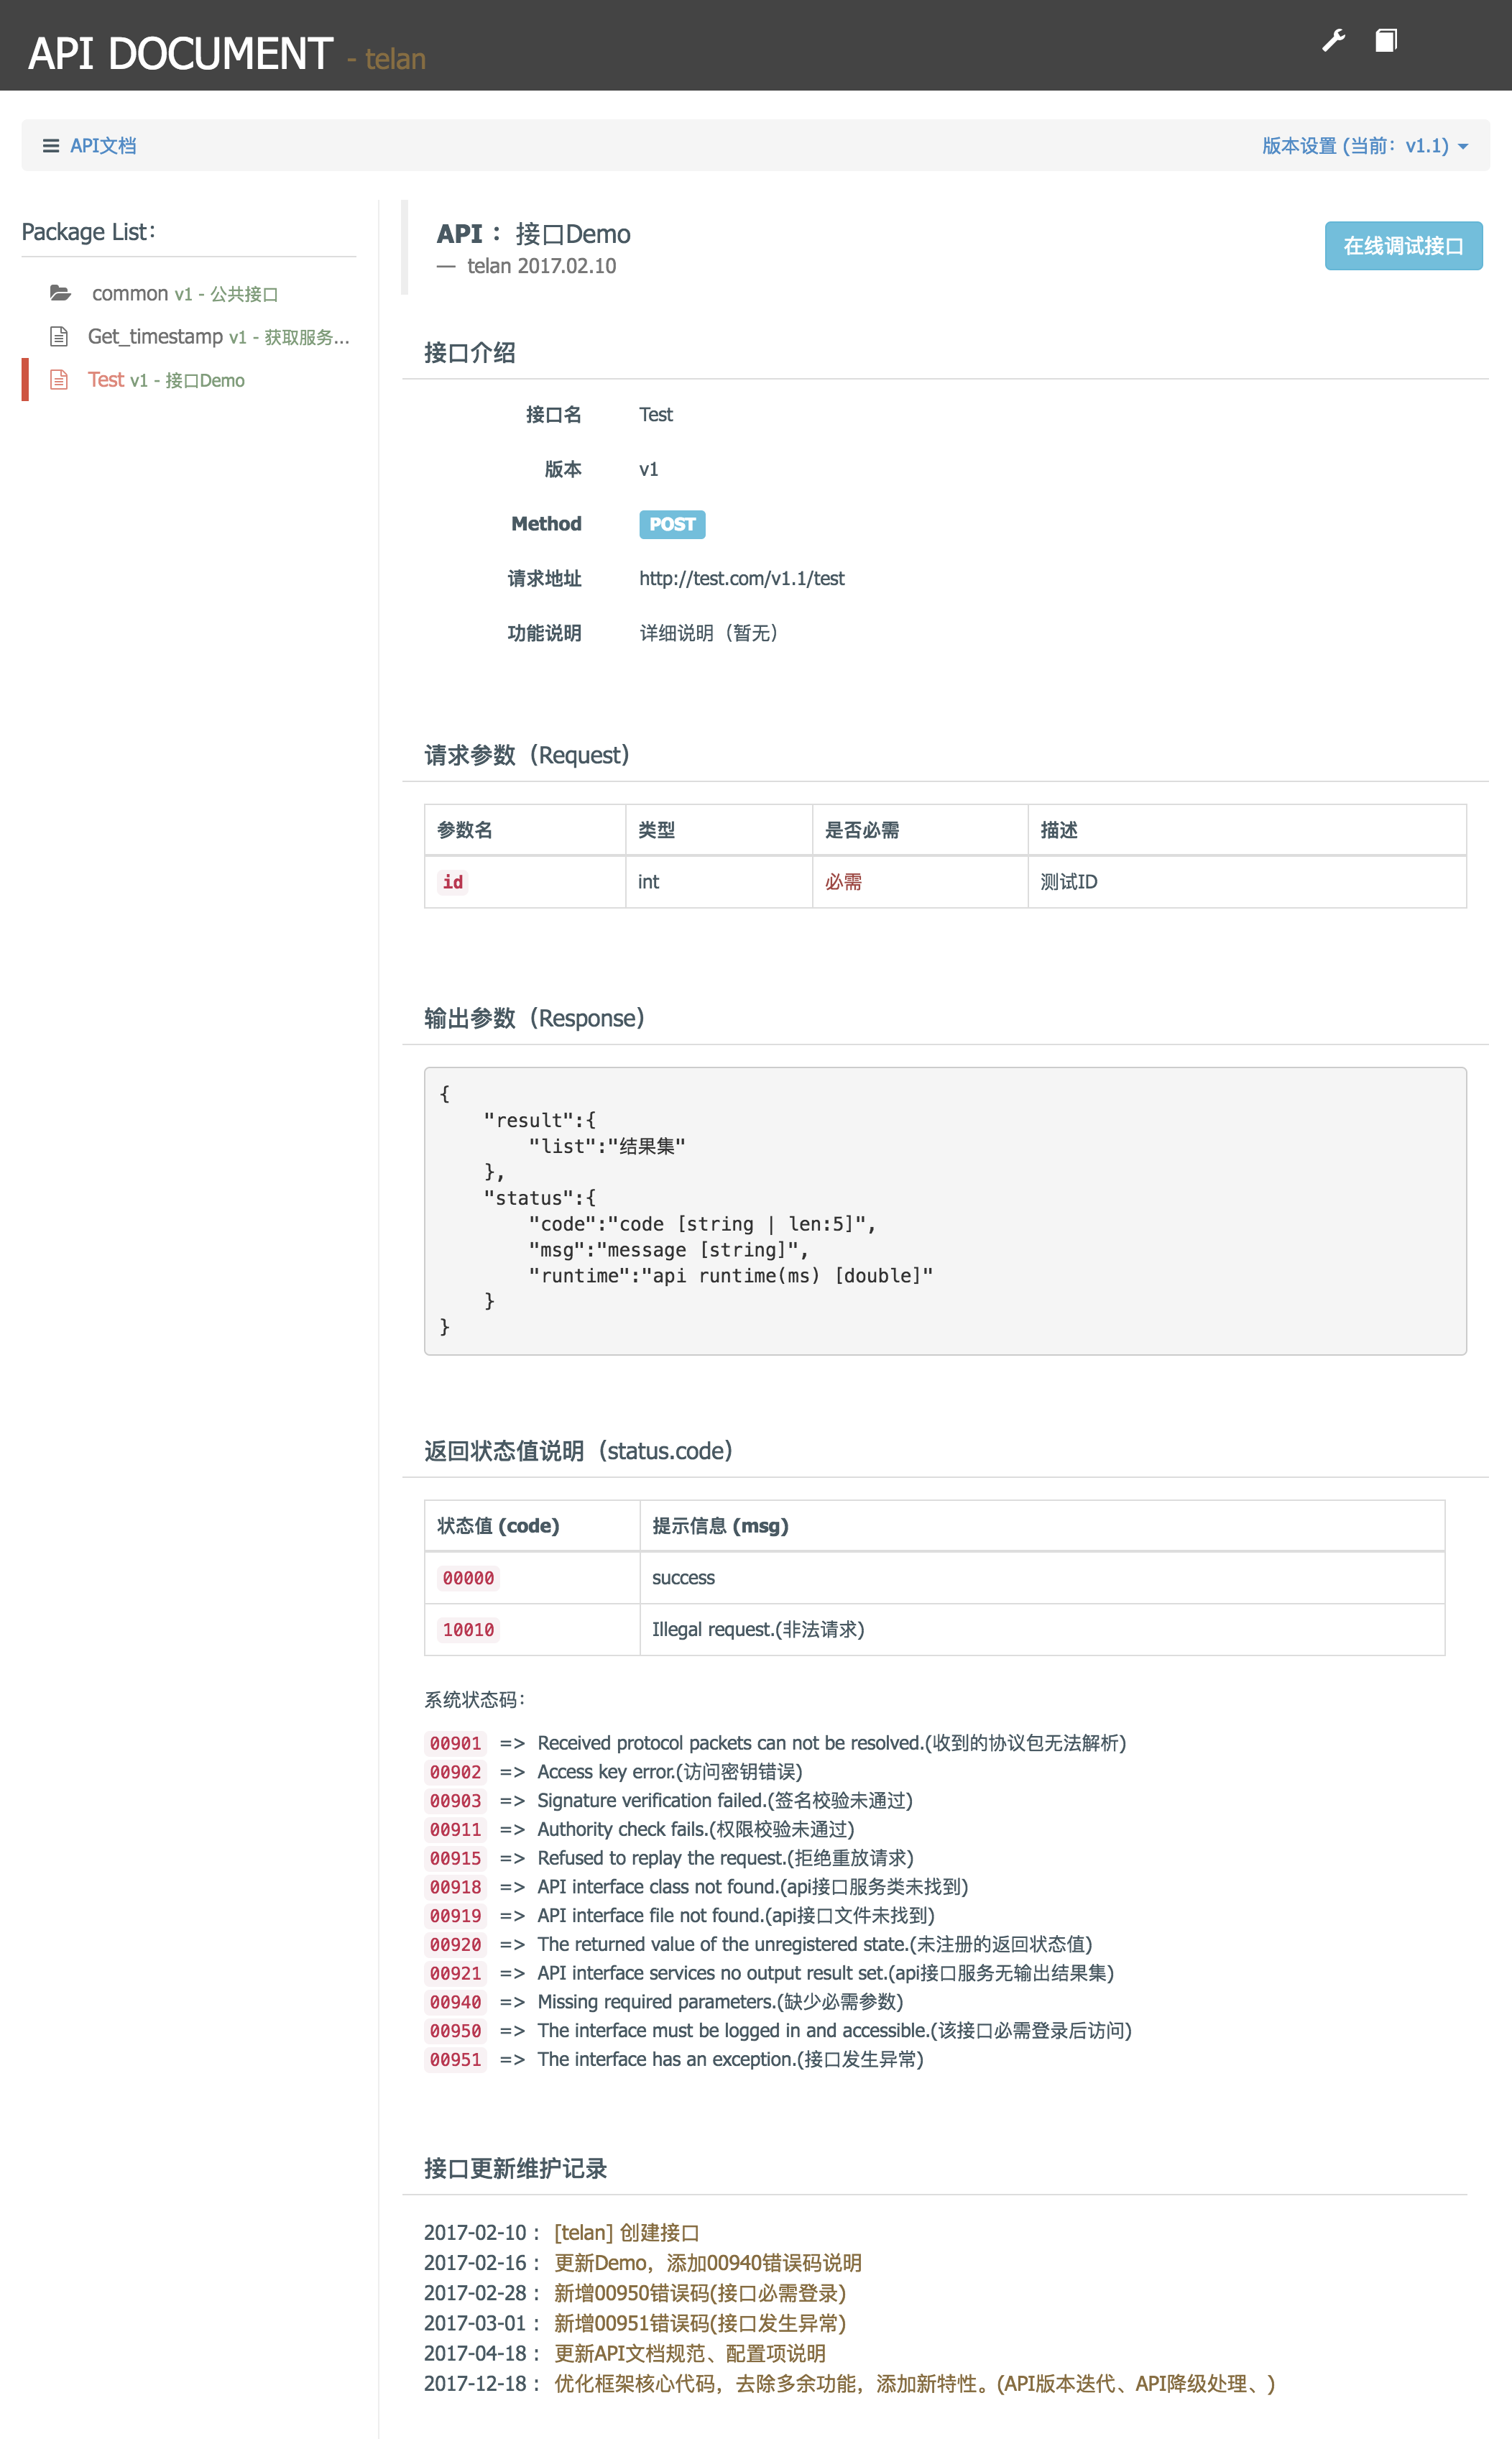 API DOCUMENT - telan
API文档
版本设置 (当前：v1.1)
Package List：
common v1 - 公共接口
Get_timestamp v1 - 获取服务...
Test v1 - 接口Demo
API： 接口Demo
— telan 2017.02.10
在线调试接口
接口介绍
接口名 Test
版本 v1
Method POST
请求地址 http://test.com/v1.1/test
功能说明 详细说明（暂无）
请求参数（Request）
参数名 类型 是否必需 描述
id int 必需 测试ID
输出参数（Response）
{
    "result":{
        "list":"结果集"
    },
    "status":{
        "code":"code [string | len:5]",
        "msg":"message [string]",
        "runtime":"api runtime(ms) [double]"
    }
}
返回状态值说明（status.code）
状态值 (code) 提示信息 (msg)
00000 success
10010 Illegal request.(非法请求)
系统状态码：
00901 => Received protocol packets can not be resolved.(收到的协议包无法解析)
00902 => Access key error.(访问密钥错误)
00903 => Signature verification failed.(签名校验未通过)
00911 => Authority check fails.(权限校验未通过)
00915 => Refused to replay the request.(拒绝重放请求)
00918 => API interface class not found.(api接口服务类未找到)
00919 => API interface file not found.(api接口文件未找到)
00920 => The returned value of the unregistered state.(未注册的返回状态值)
00921 => API interface services no output result set.(api接口服务无输出结果集)
00940 => Missing required parameters.(缺少必需参数)
00950 => The interface must be logged in and accessible.(该接口必需登录后访问)
00951 => The interface has an exception.(接口发生异常)
接口更新维护记录
2017-02-10： [telan] 创建接口
2017-02-16： 更新Demo，添加00940错误码说明
2017-02-28： 新增00950错误码(接口必需登录)
2017-03-01： 新增00951错误码(接口发生异常)
2017-04-18： 更新API文档规范、配置项说明
2017-12-18： 优化框架核心代码，去除多余功能，添加新特性。(API版本迭代、API降级处理、)